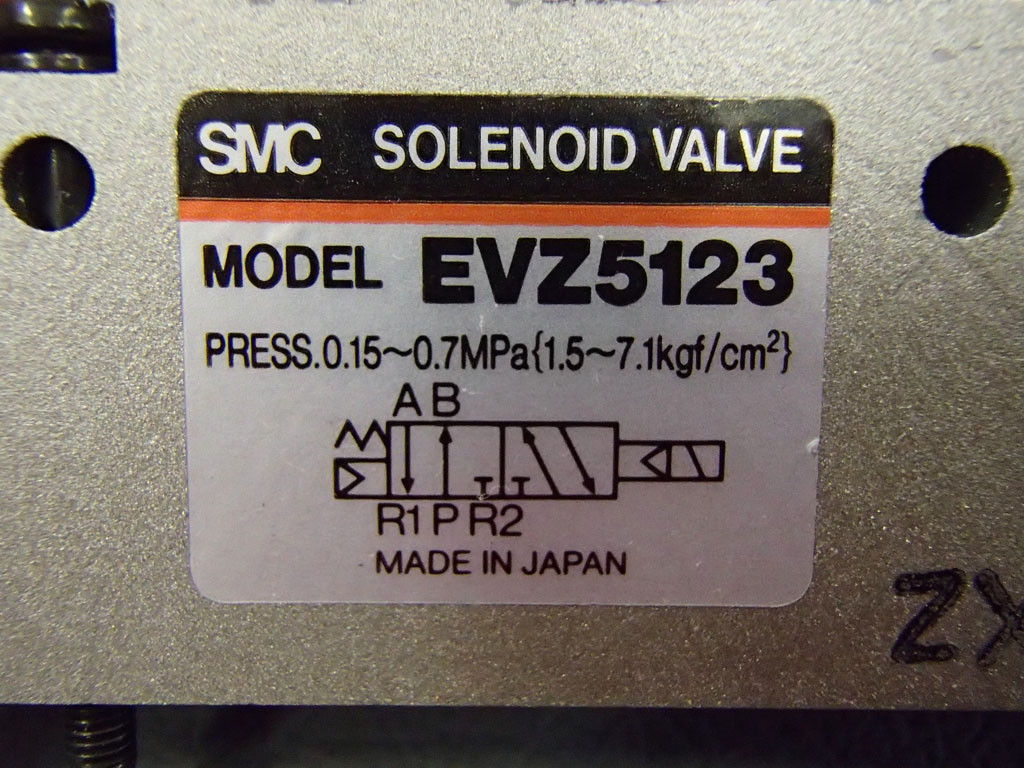 SMC SOLENOID VALVE
MODEL EVZ5123
PRESS.0.15~0.7MPa{1.5~7.1kgf/cm²}
A B
R1 P R2
MADE IN JAPAN
ZX